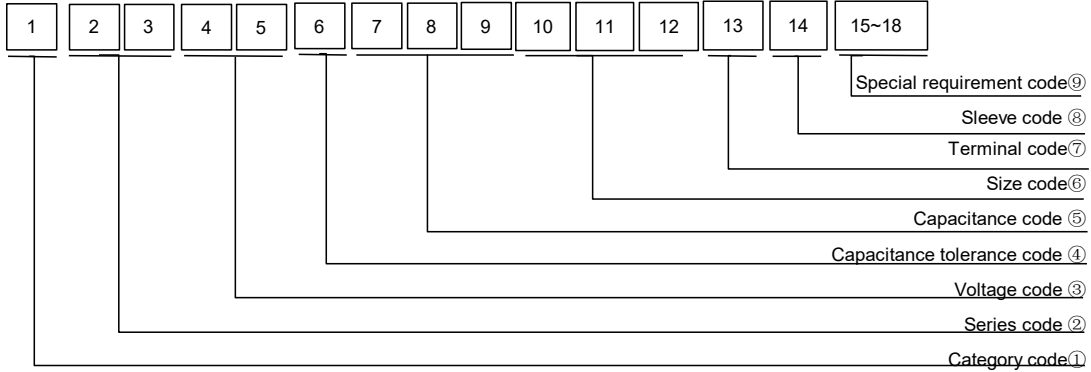 1 2 3 4 5 6 7 8 9 10 11 12 13 14 15~18
Special requirement code⑨
Sleeve code ⑧
Terminal code⑦
Size code⑥
Capacitance code ⑤
Capacitance tolerance code ④
Voltage code ③
Series code ②
Category code①